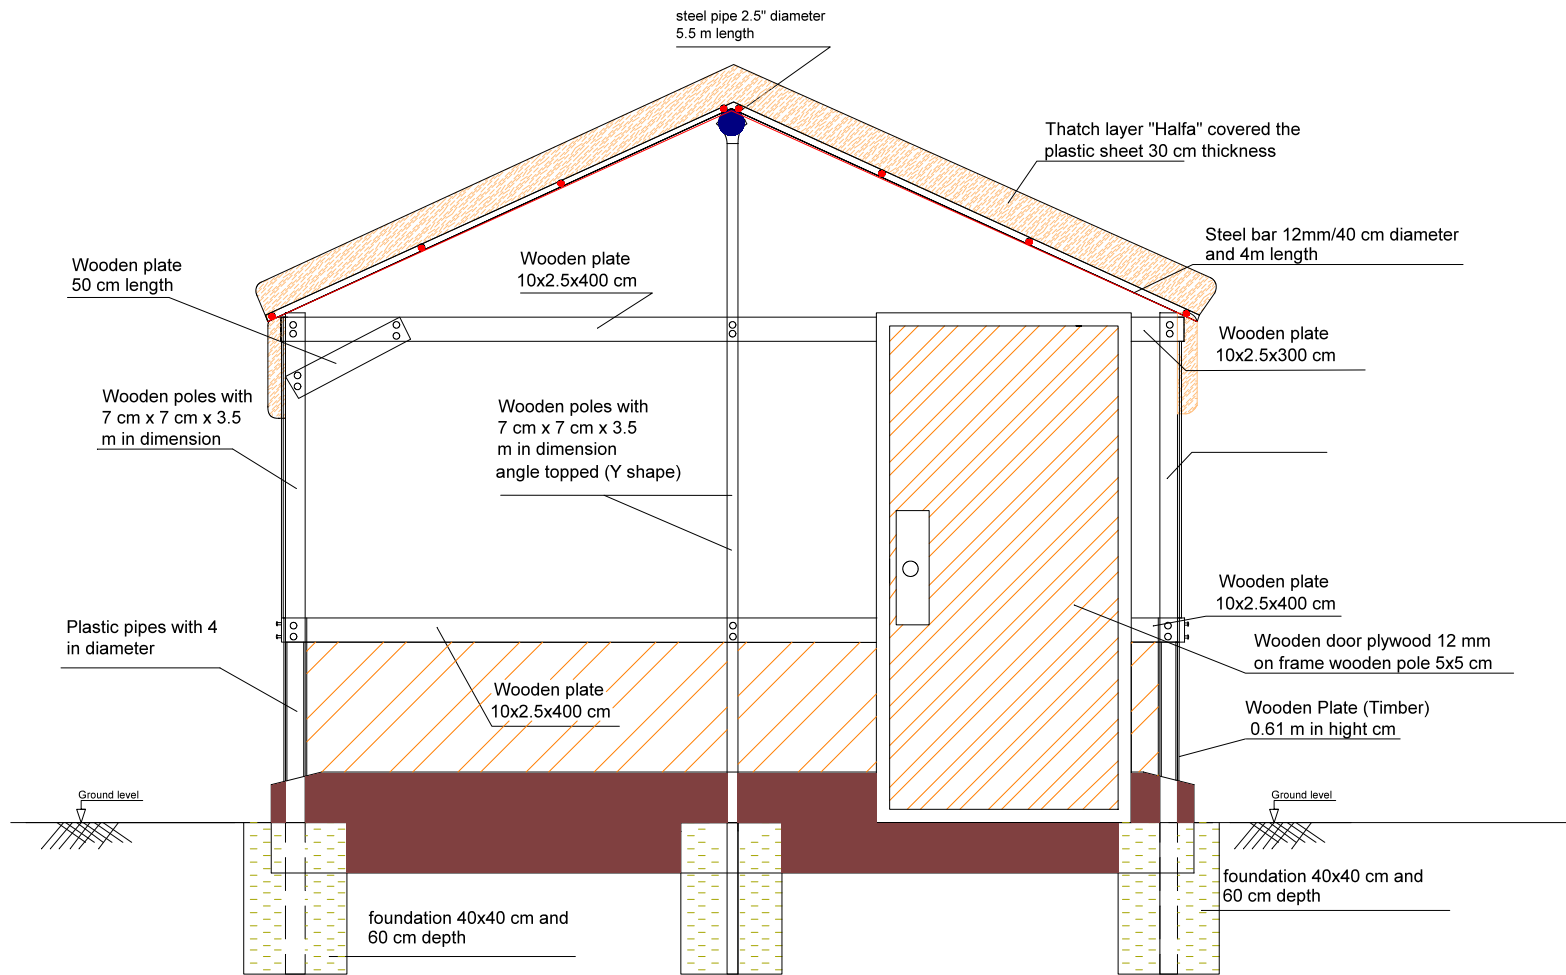 steel pipe 2.5" diameter
5.5 m length
Thatch layer "Halfa" covered the
plastic sheet 30 cm thickness
Steel bar 12mm/40 cm diameter
and 4m length
Wooden plate
50 cm length
Wooden plate
10x2.5x400 cm
Wooden plate
10x2.5x300 cm
Wooden poles with
7 cm x 7 cm x 3.5
m in dimension
Wooden poles with
7 cm x 7 cm x 3.5
m in dimension
angle topped (Y shape)
Wooden plate
10x2.5x400 cm
Plastic pipes with 4
in diameter
Wooden door plywood 12 mm
on frame wooden pole 5x5 cm
Wooden plate
10x2.5x400 cm
Wooden Plate (Timber)
0.61 m in hight cm
Ground level
Ground level
foundation 40x40 cm and
60 cm depth
foundation 40x40 cm and
60 cm depth